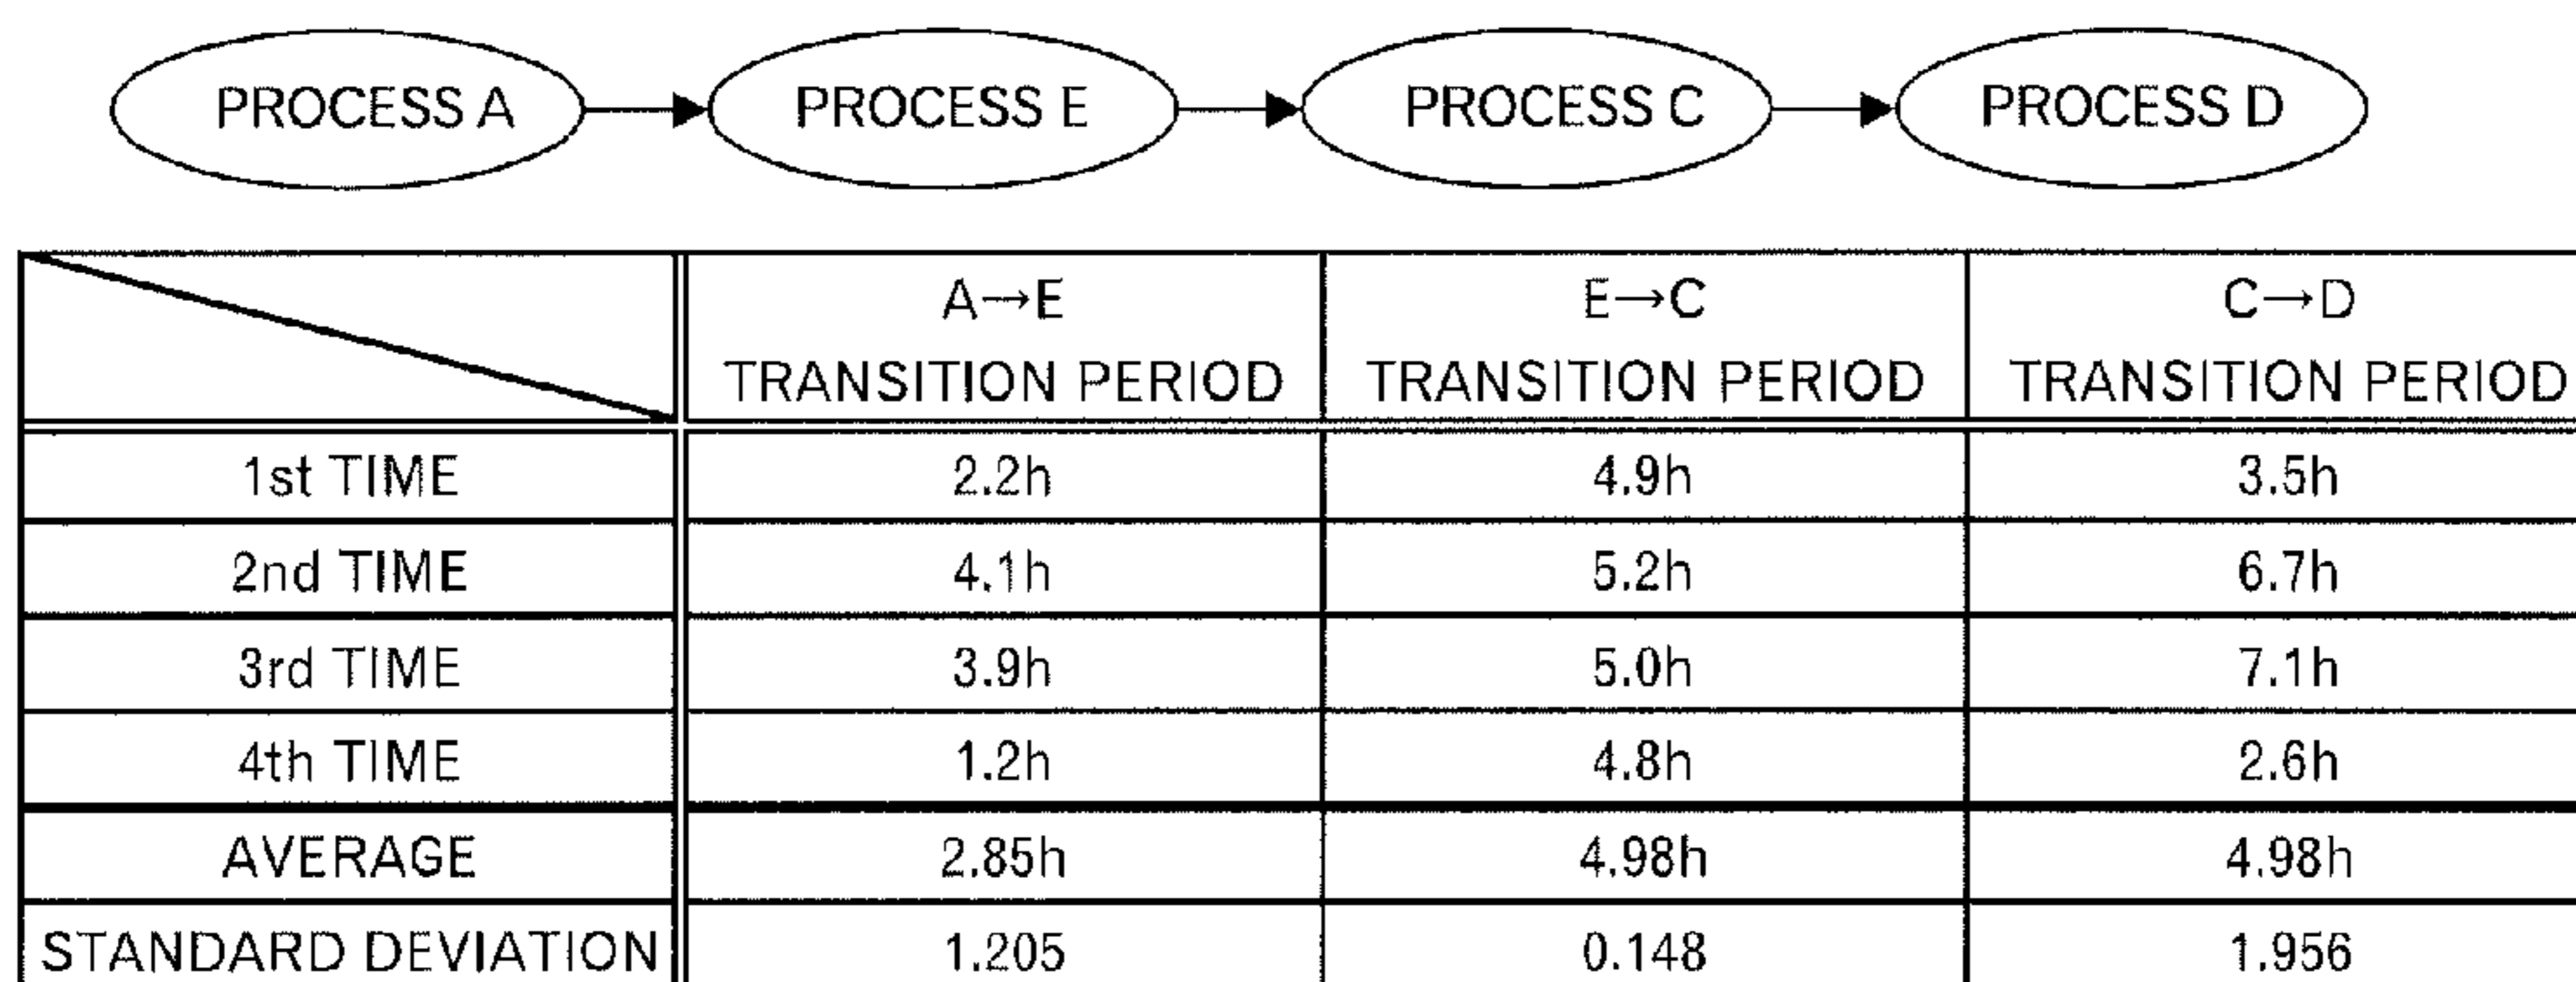 PROCESS A PROCESS E PROCESS C PROCESS D
A→E E→C C→D
TRANSITION PERIOD TRANSITION PERIOD TRANSITION PERIOD
1st TIME 2.2h 4.9h 3.5h
2nd TIME 4.1h 5.2h 6.7h
3rd TIME 3.9h 5.0h 7.1h
4th TIME 1.2h 4.8h 2.6h
AVERAGE 2.85h 4.98h 4.98h
STANDARD DEVIATION 1.205 0.148 1.956